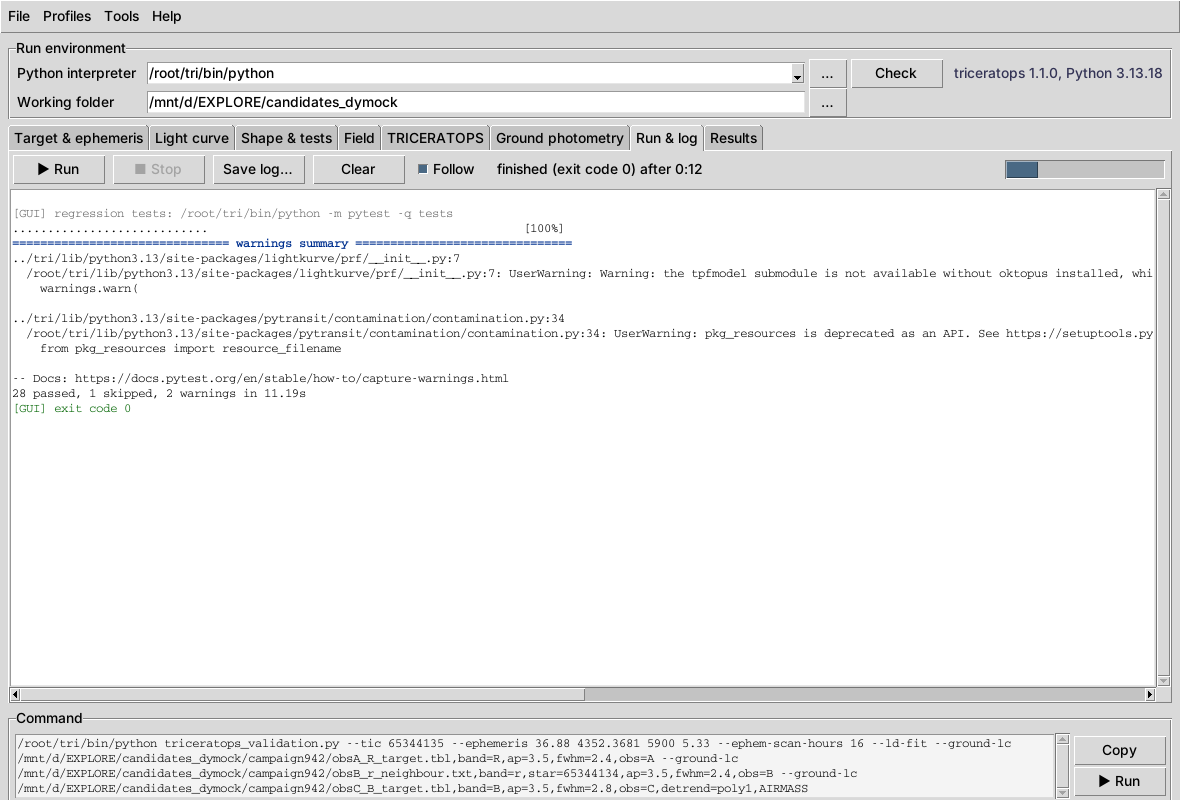 File Profiles Tools Help
Run environment
Python interpreter /root/tri/bin/python ... Check triceratops 1.1.0, Python 3.13.18
Working folder /mnt/d/EXPLORE/candidates_dymock ...
Target & ephemeris Light curve Shape & tests Field TRICERATOPS Ground photometry Run & log Results
▶ Run ■ Stop Save log... Clear Follow finished (exit code 0) after 0:12
[GUI] regression tests: /root/tri/bin/python -m pytest -q tests
............................ [100%]
=============================== warnings summary ===============================
../tri/lib/python3.13/site-packages/lightkurve/prf/__init__.py:7
/root/tri/lib/python3.13/site-packages/lightkurve/prf/__init__.py:7: UserWarning: Warning: the tpfmodel submodule is not available without oktopus installed, whi
warnings.warn(
../tri/lib/python3.13/site-packages/pytransit/contamination/contamination.py:34
/root/tri/lib/python3.13/site-packages/pytransit/contamination/contamination.py:34: UserWarning: pkg_resources is deprecated as an API. See https://setuptools.py
from pkg_resources import resource_filename
-- Docs: https://docs.pytest.org/en/stable/how-to/capture-warnings.html
28 passed, 1 skipped, 2 warnings in 11.19s
[GUI] exit code 0
Command
/root/tri/bin/python triceratops_validation.py --tic 65344135 --ephemeris 36.88 4352.3681 5900 5.33 --ephem-scan-hours 16 --ld-fit --ground-lc
/mnt/d/EXPLORE/candidates_dymock/campaign942/obsA_R_target.tbl,band=R,ap=3.5,fwhm=2.4,obs=A --ground-lc
/mnt/d/EXPLORE/candidates_dymock/campaign942/obsB_r_neighbour.txt,band=r,star=65344134,ap=3.5,fwhm=2.4,obs=B --ground-lc
/mnt/d/EXPLORE/candidates_dymock/campaign942/obsC_B_target.tbl,band=B,ap=3.5,fwhm=2.8,obs=C,detrend=poly1,AIRMASS
Copy
▶ Run